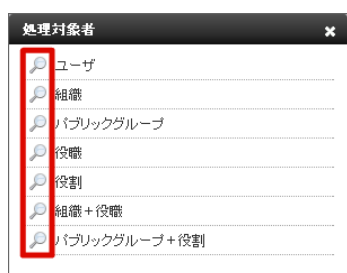 処理対象者
ユーザ
組織
パブリックグループ
役職
役割
組織+役職
パブリックグループ+役割